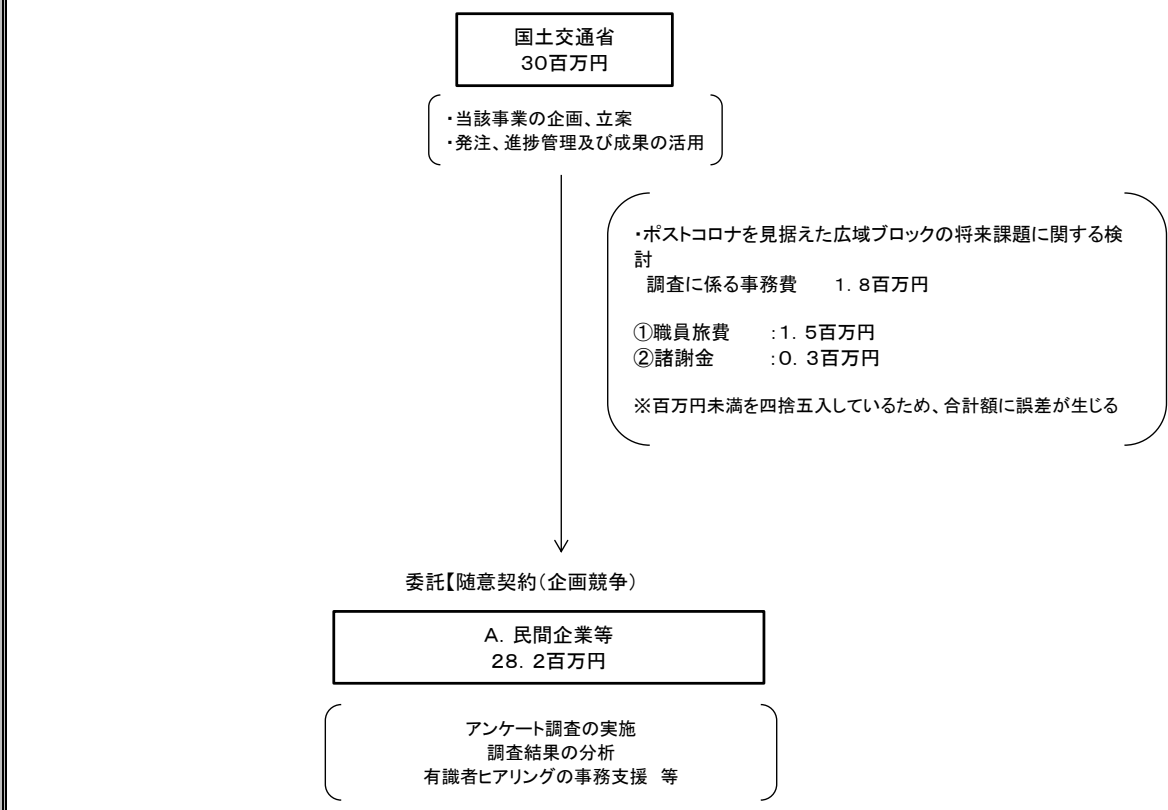 国土交通省
30百万円
・当該事業の企画、立案
・発注、進捗管理及び成果の活用
・ポストコロナを見据えた広域ブロックの将来課題に関する検
討
調査に係る事務費　　1．8百万円
①職員旅費　　：1．5百万円
②諸謝金　　　：0．3百万円
※百万円未満を四捨五入しているため、合計額に誤差が生じる
委託【随意契約（企画競争）
A．民間企業等
28．2百万円
アンケート調査の実施
調査結果の分析
有識者ヒアリングの事務支援　等